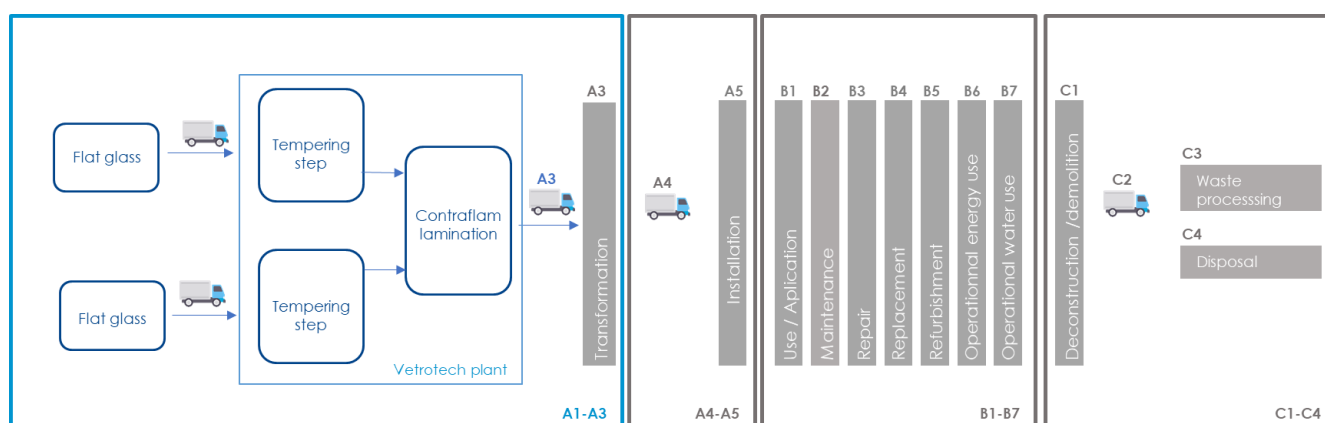 Flat glass
Flat glass
Tempering
step
Tempering
step
Contraflam
lamination
Vetrotech plant
A3
A3
Transformation
A1-A3
A4
A5
Installation
A4-A5
B1
B2
B3
B4
B5
B6
B7
Use / Aplication
Maintenance
Repair
Replacement
Refurbishment
Operationnal energy use
Operational water use
B1-B7
C1
Deconstruction /demolition
C2
C3
Waste
processsing
C4
Disposal
C1-C4